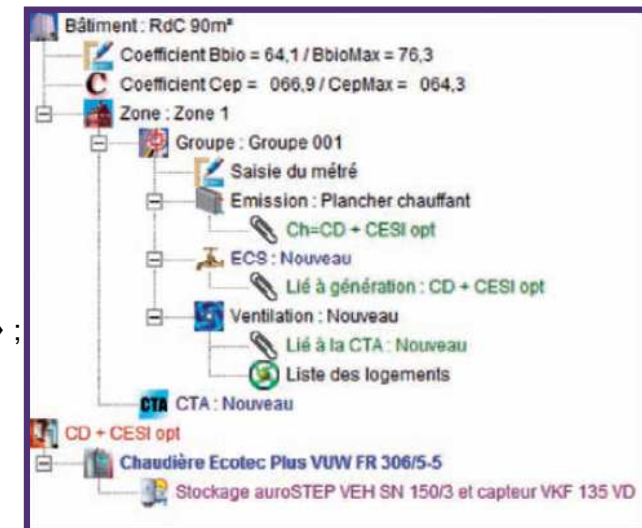 Bâtiment : RdC 90m²
Coefficient Bbio = 64,1 / BbioMax = 76,3
C Coefficient Cep = 066,9 / CepMax = 064,3
Zone : Zone 1
Groupe : Groupe 001
Saisie du métré
Emission : Plancher chauffant
Ch=CD + CESI opt
ECS : Nouveau
Lié à génération : CD + CESI opt
Ventilation : Nouveau
» ;
Lié à la CTA : Nouveau
Liste des logements
CTA CTA : Nouveau
CD + CESI opt
Chaudière Ecotec Plus VUW FR 306/5-5
Stockage auroSTEP VEH SN 150/3 et capteur VKF 135 VD